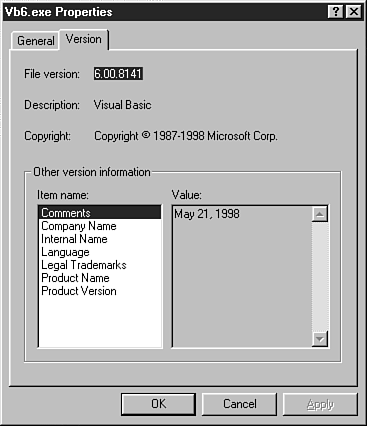 Vb6.exe Properties
General Version
File version: 6.00.8141
Description: Visual Basic
Copyright: Copyright © 1987-1998 Microsoft Corp.
Other version information
Item name: Value:
Comments May 21, 1998
Company Name
Internal Name
Language
Legal Trademarks
Product Name
Product Version
OK Cancel Apply